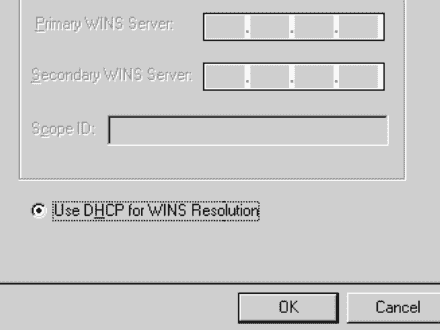 Primary WINS Server:
Secondary WINS Server:
Scope ID:
Use DHCP for WINS Resolution
OK Cancel